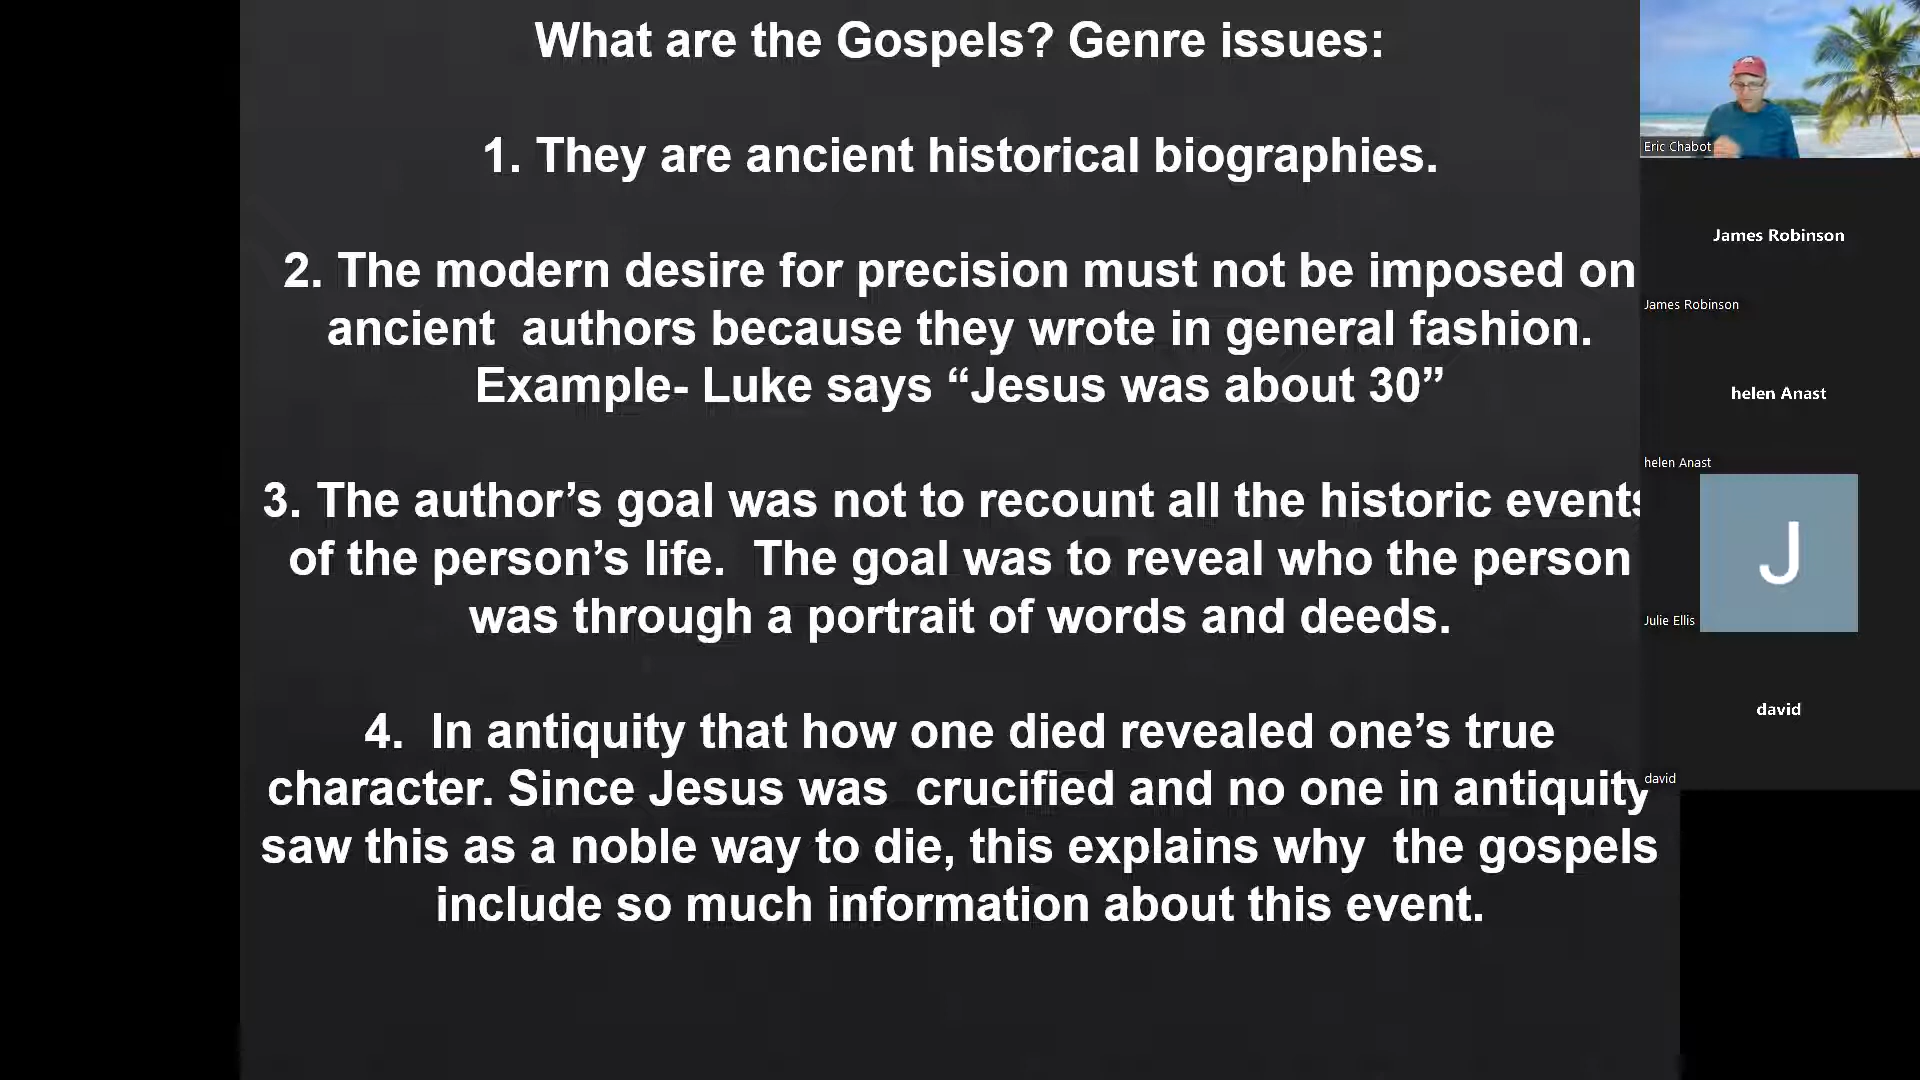 What are the Gospels? Genre issues:
1. They are ancient historical biographies.
2. The modern desire for precision must not be imposed on
ancient  authors because they wrote in general fashion.
Example- Luke says “Jesus was about 30”
3. The author’s goal was not to recount all the historic events
of the person’s life.  The goal was to reveal who the person
was through a portrait of words and deeds.
4.  In antiquity that how one died revealed one’s true
character. Since Jesus was  crucified and no one in antiquity
saw this as a noble way to die, this explains why  the gospels
include so much information about this event.
Eric Chabot
James Robinson
James Robinson
helen Anast
helen Anast
J
Julie Ellis
david
david